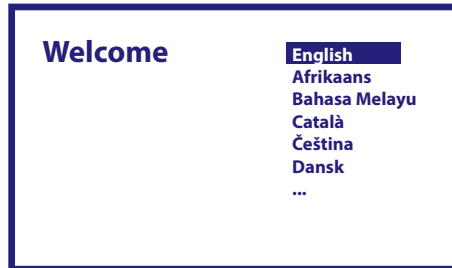 Welcome
English
Afrikaans
Bahasa Melayu
Català
Čeština
Dansk
...